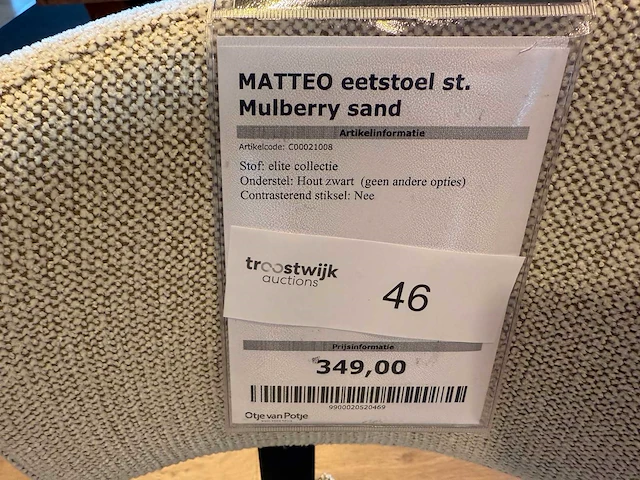 MATTEO eetstoel st.
Mulberry sand
Artikelinformatie
Artikelcode: C00021008
Stof: elite collectie
Onderstel: Hout zwart (geen andere opties)
Contrasterend stiksel: Nee
troostwijk
auctions
46
Prijsinformatie
349,00
9900020520469
Otje van Potje